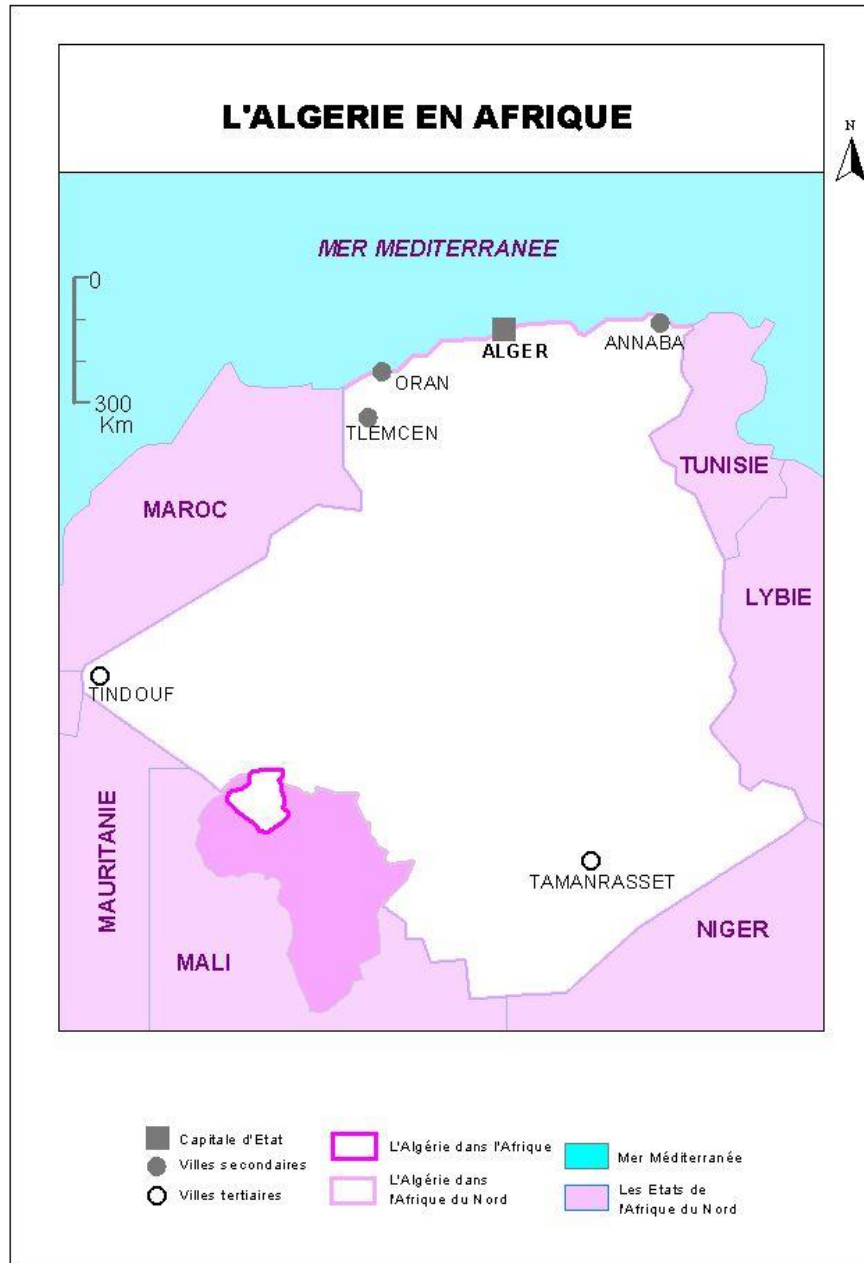 L'ALGERIE EN AFRIQUE
N
MER MEDITERRANEE
0
300
Km
ALGER
ANNABA
ORAN
TLEMCEN
TUNISIE
MAROC
LYBIE
TINDOUF
MAURITANIE
TAMANRASSET
NIGER
MALI
Capitale d'Etat
Villes secondaires
Villes tertiaires
L'Algérie dans l'Afrique
L'Algérie dans
l'Afrique du Nord
Mer Méditerranée
Les Etats de
l'Afrique du Nord